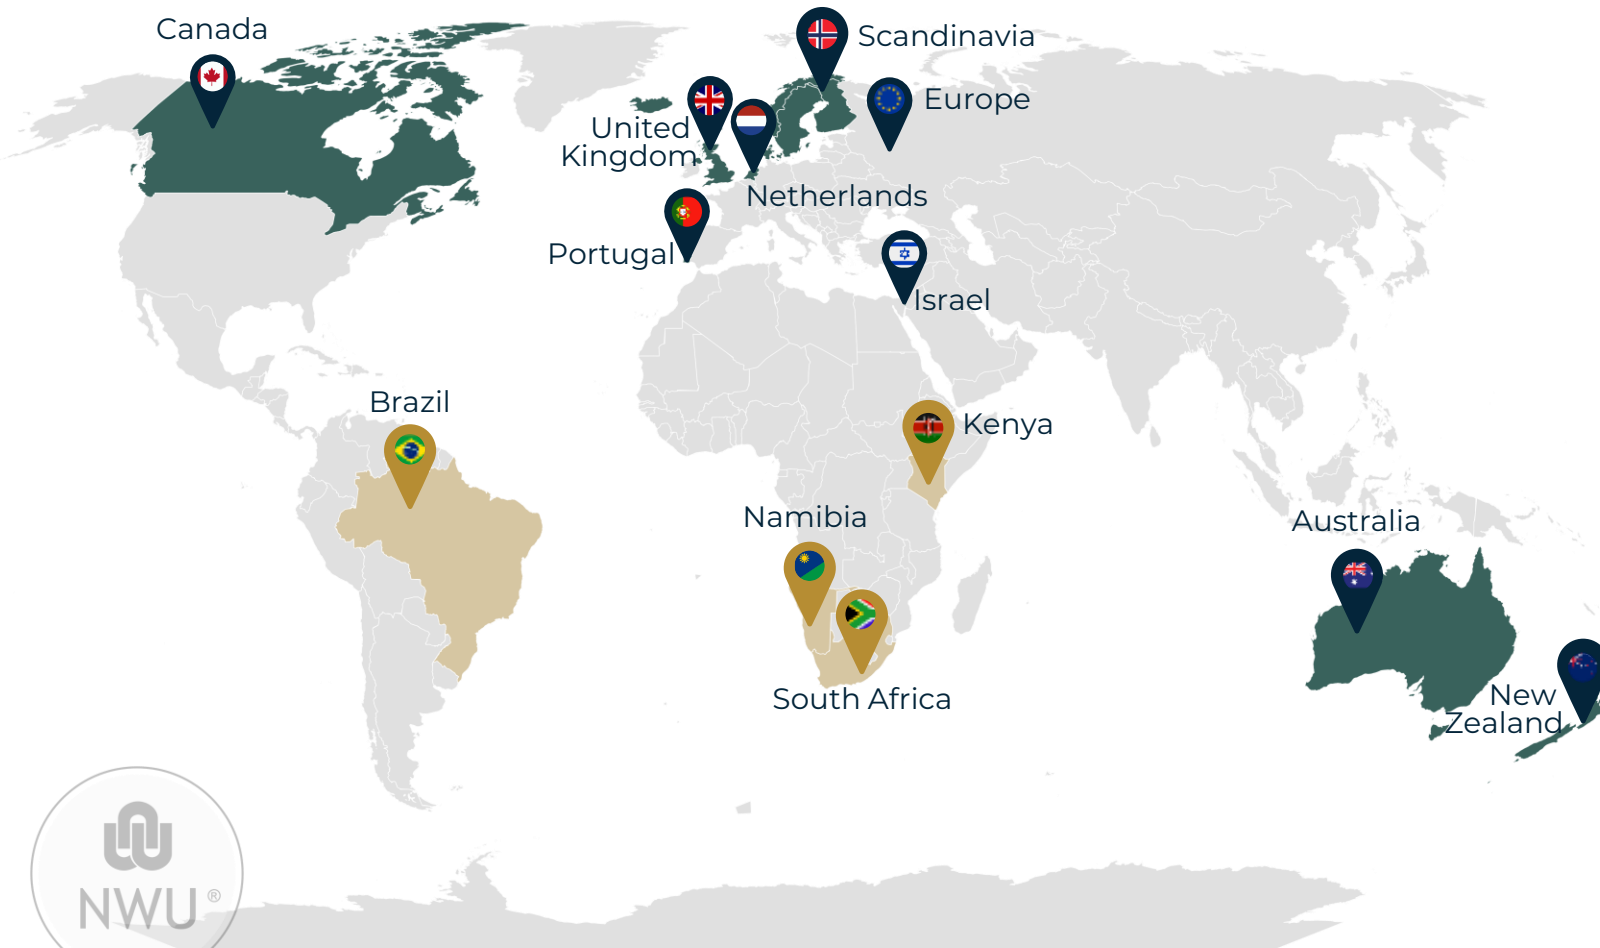 Canada
Scandinavia
Europe
United
Kingdom
Netherlands
Portugal
Israel
Brazil
Kenya
Namibia
Australia
South Africa
New
Zealand
NWU®